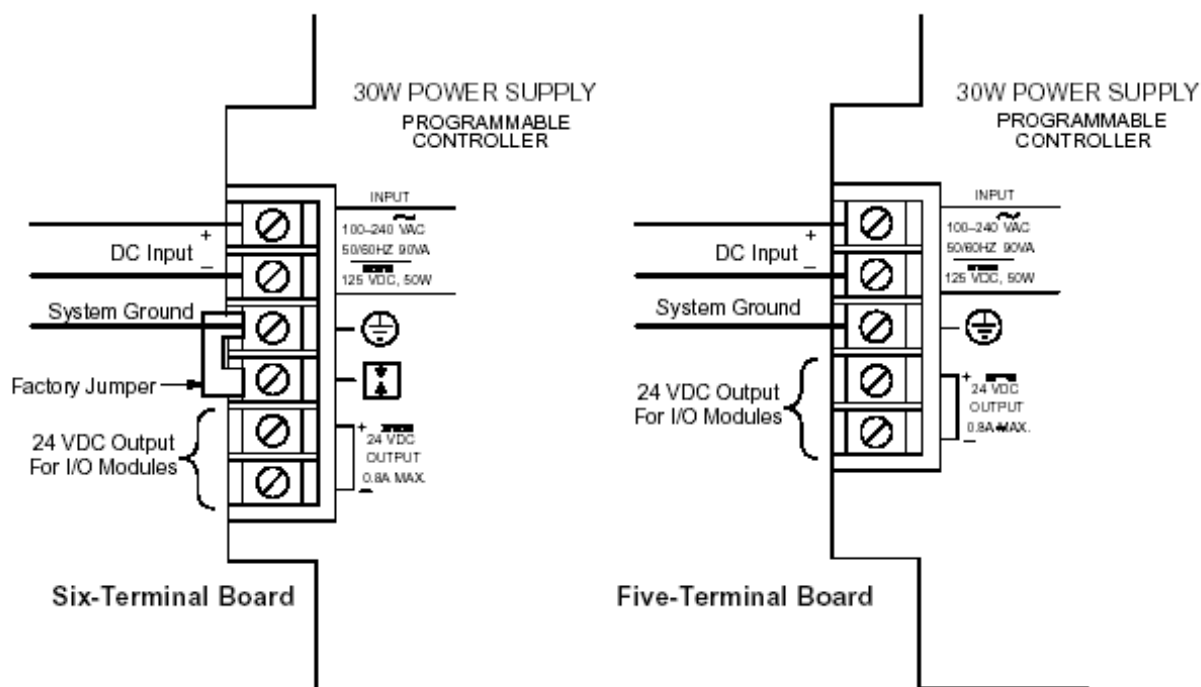 30W POWER SUPPLY
PROGRAMMABLE
CONTROLLER
INPUT
100–240 VAC
50/60HZ 90VA
125 VDC, 50W
+
DC Input
–
System Ground
Factory Jumper
24 VDC Output
For I/O Modules
+
24 VDC
OUTPUT
0.8A MAX.
–
Six-Terminal Board
30W POWER SUPPLY
PROGRAMMABLE
CONTROLLER
INPUT
100–240 VAC
50/60HZ 90VA
125 VDC, 50W
+
DC Input
–
System Ground
24 VDC Output
For I/O Modules
+
24 VDC
OUTPUT
0.8A MAX.
–
Five-Terminal Board